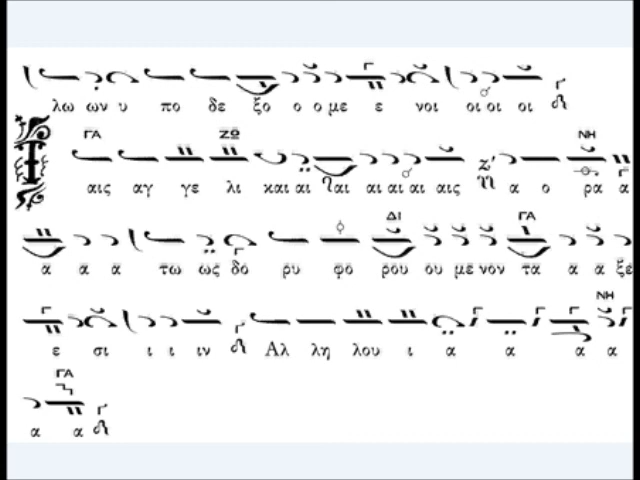 λω ων υ πο δε ξο ο ο με ε νοι οι οι οι
ΓΑ ΖΩ ΝΗ
Τ αις αγ γε λι και αι αι αι αι αι αις α ο ρα α
ΔΙ ΓΑ
α α α τω ως δο ρυ φο ρου ου με νον τα α α ξε
ΝΗ
ε σι ι ι ιν Αλ λη λου ι α α α α
ΓΑ
α α